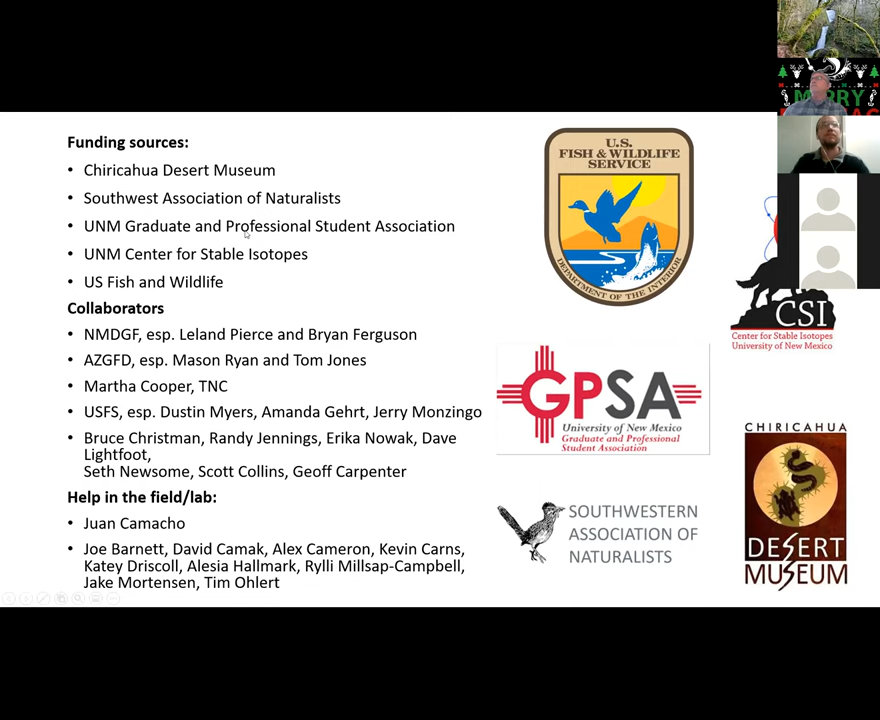 Funding sources:
• Chiricahua Desert Museum
• Southwest Association of Naturalists
• UNM Graduate and Professional Student Association
• UNM Center for Stable Isotopes
• US Fish and Wildlife
Collaborators
• NMDGF, esp. Leland Pierce and Bryan Ferguson
• AZGFD, esp. Mason Ryan and Tom Jones
• Martha Cooper, TNC
• USFS, esp. Dustin Myers, Amanda Gehrt, Jerry Monzingo
• Bruce Christman, Randy Jennings, Erika Nowak, Dave
Lightfoot,
Seth Newsome, Scott Collins, Geoff Carpenter
Help in the field/lab:
• Juan Camacho
• Joe Barnett, David Camak, Alex Cameron, Kevin Carns,
Katey Driscoll, Alesia Hallmark, Rylli Millsap-Campbell,
Jake Mortensen, Tim Ohlert
U.S.
FISH & WILDLIFE
SERVICE
DEPARTMENT OF THE INTERIOR
CSI
Center for Stable Isotopes
University of New Mexico
GPSA
University of New Mexico
Graduate and Professional
Student Association
SOUTHWESTERN
ASSOCIATION OF
NATURALISTS
CHIRICAHUA
DESERT
MUSEUM